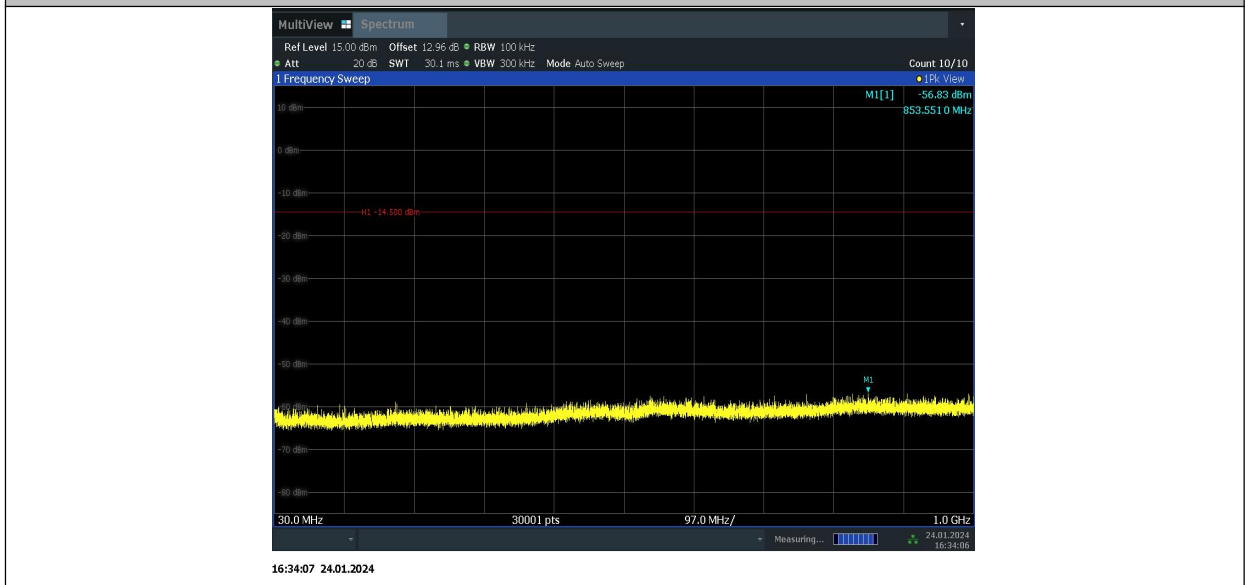 MultiView Spectrum
Ref Level 15.00 dBm Offset 12.96 dB RBW 100 kHz
Att 20 dB SWT 30.1 ms VBW 300 kHz Mode Auto Sweep Count 10/10
1 Frequency Sweep 1Pk View
M1[1] -56.83 dBm
853.5510 MHz
10 dBm
0 dBm
-10 dBm
H1 -14.500 dBm
-20 dBm
-30 dBm
-40 dBm
-50 dBm
M1
-70 dBm
-80 dBm
30.0 MHz 30001 pts 97.0 MHz/ 1.0 GHz
Measuring... 24.01.2024
16:34:06
16:34:07 24.01.2024